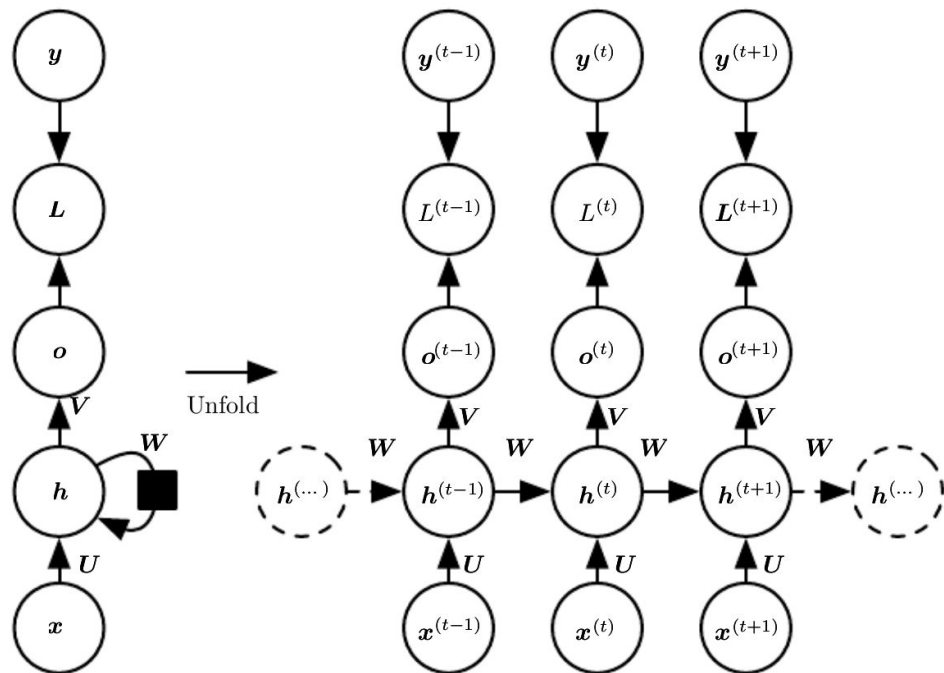 y y^(t−1) y^(t) y^(t+1)
L L^(t−1) L^(t) L^(t+1)
o o^(t−1) o^(t) o^(t+1)
Unfold
V V V V
W W W W W
h h^(...) h^(t−1) h^(t) h^(t+1) h^(...)
U U U U
x x^(t−1) x^(t) x^(t+1)